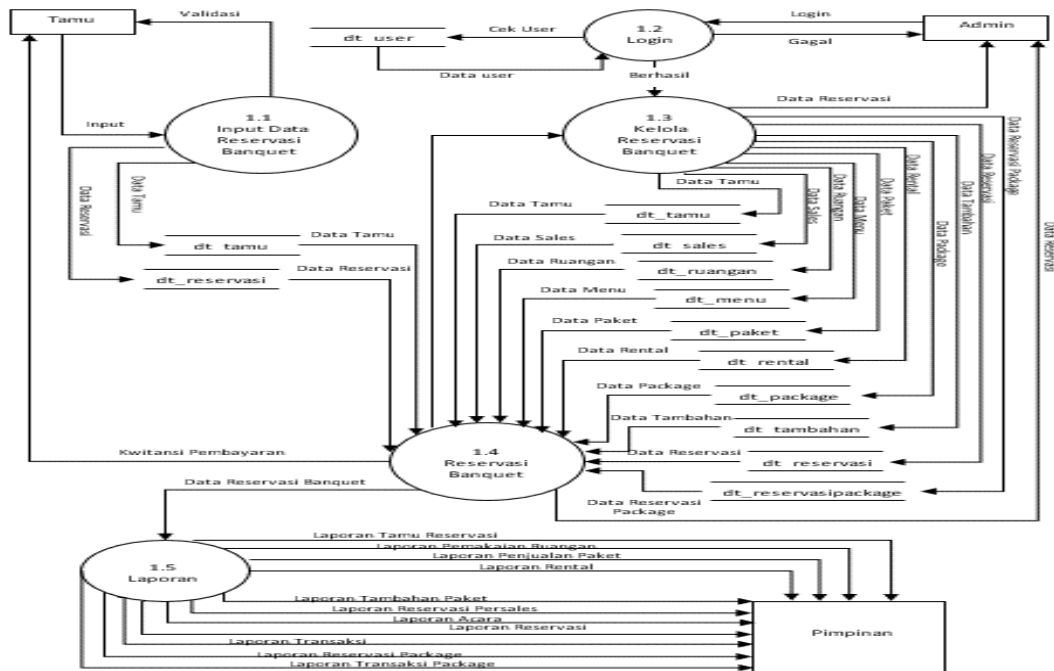 Tamu
Validasi
Input
1.1
Input Data
Reservasi
Banquet
Data Reservasi
Data Tamu
dt_tamu
dt_reservasi
Data Tamu
Data Reservasi
dt_user
Cek User
Data user
1.2
Login
Login
Gagal
Admin
Berhasil
1.3
Kelola
Reservasi
Banquet
Data Reservasi
Data Tamu
Data Sales
Data Ruangan
Data Menu
Data Paket
Data Rental
Data Package
Data Tambahan
Data Reservasi
Data Reservasi Package
Data Reservasi
Data Tamu
dt_tamu
Data Sales
dt_sales
Data Ruangan
dt_ruangan
Data Menu
dt_menu
Data Paket
dt_paket
Data Rental
dt_rental
Data Package
dt_package
Data Tambahan
dt_tambahan
Data Reservasi
dt_reservasi
dt_reservasipackage
Data Reservasi
Package
1.4
Reservasi
Banquet
Kwitansi Pembayaran
Data Reservasi Banquet
1.5
Laporan
Laporan Tamu Reservasi
Laporan Pemakaian Ruangan
Laporan Penjualan Paket
Laporan Rental
Laporan Tambahan Paket
Laporan Reservasi Persales
Laporan Acara
Laporan Reservasi
Laporan Transaksi
Laporan Reservasi Package
Laporan Transaksi Package
Pimpinan